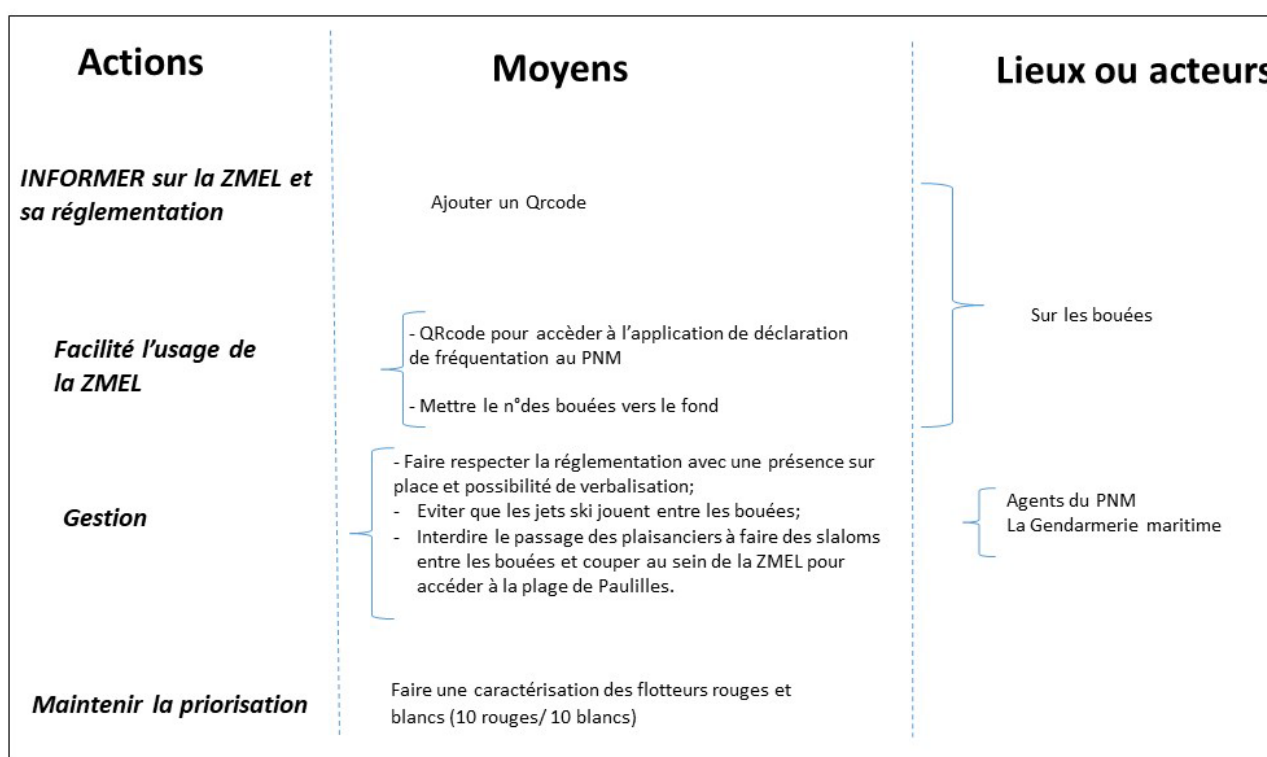 Actions
Moyens
Lieux ou acteurs
INFORMER sur la ZMEL et
sa réglementation
Ajouter un Qrcode
Sur les bouées
Facilité l'usage de
la ZMEL
- QRcode pour accèder à l'application de déclaration
de fréquentation au PNM
- Mettre le n°des bouées vers le fond
Gestion
- Faire respecter la réglementation avec une présence sur
place et possibilité de verbalisation;
- Eviter que les jets ski jouent entre les bouées;
- Interdire le passage des plaisanciers à faire des slaloms
entre les bouées et couper au sein de la ZMEL pour
accéder à la plage de Paulilles.
Agents du PNM
La Gendarmerie maritime
Maintenir la priorisation
Faire une caractérisation des flotteurs rouges et
blancs (10 rouges/ 10 blancs)